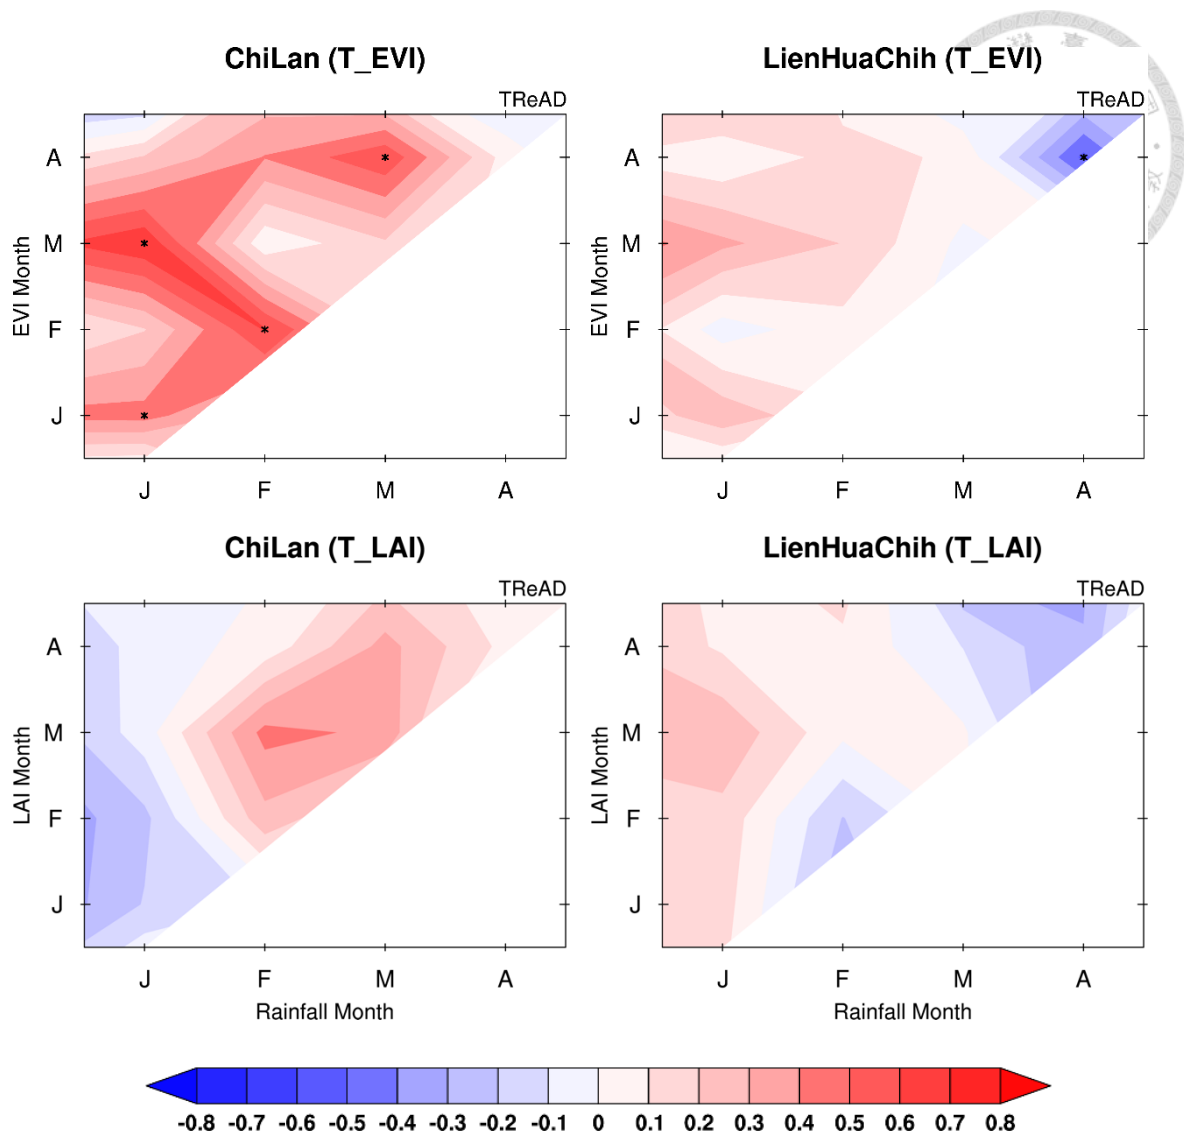 ChiLan (T_EVI)
LienHuaChih (T_EVI)
TReAD
TReAD
A
M
F
J
EVI Month
J F M A
A
M
F
J
EVI Month
J F M A
ChiLan (T_LAI)
LienHuaChih (T_LAI)
TReAD
TReAD
A
M
F
J
LAI Month
J F M A
Rainfall Month
A
M
F
J
LAI Month
J F M A
Rainfall Month
-0.8 -0.7 -0.6 -0.5 -0.4 -0.3 -0.2 -0.1 0 0.1 0.2 0.3 0.4 0.5 0.6 0.7 0.8